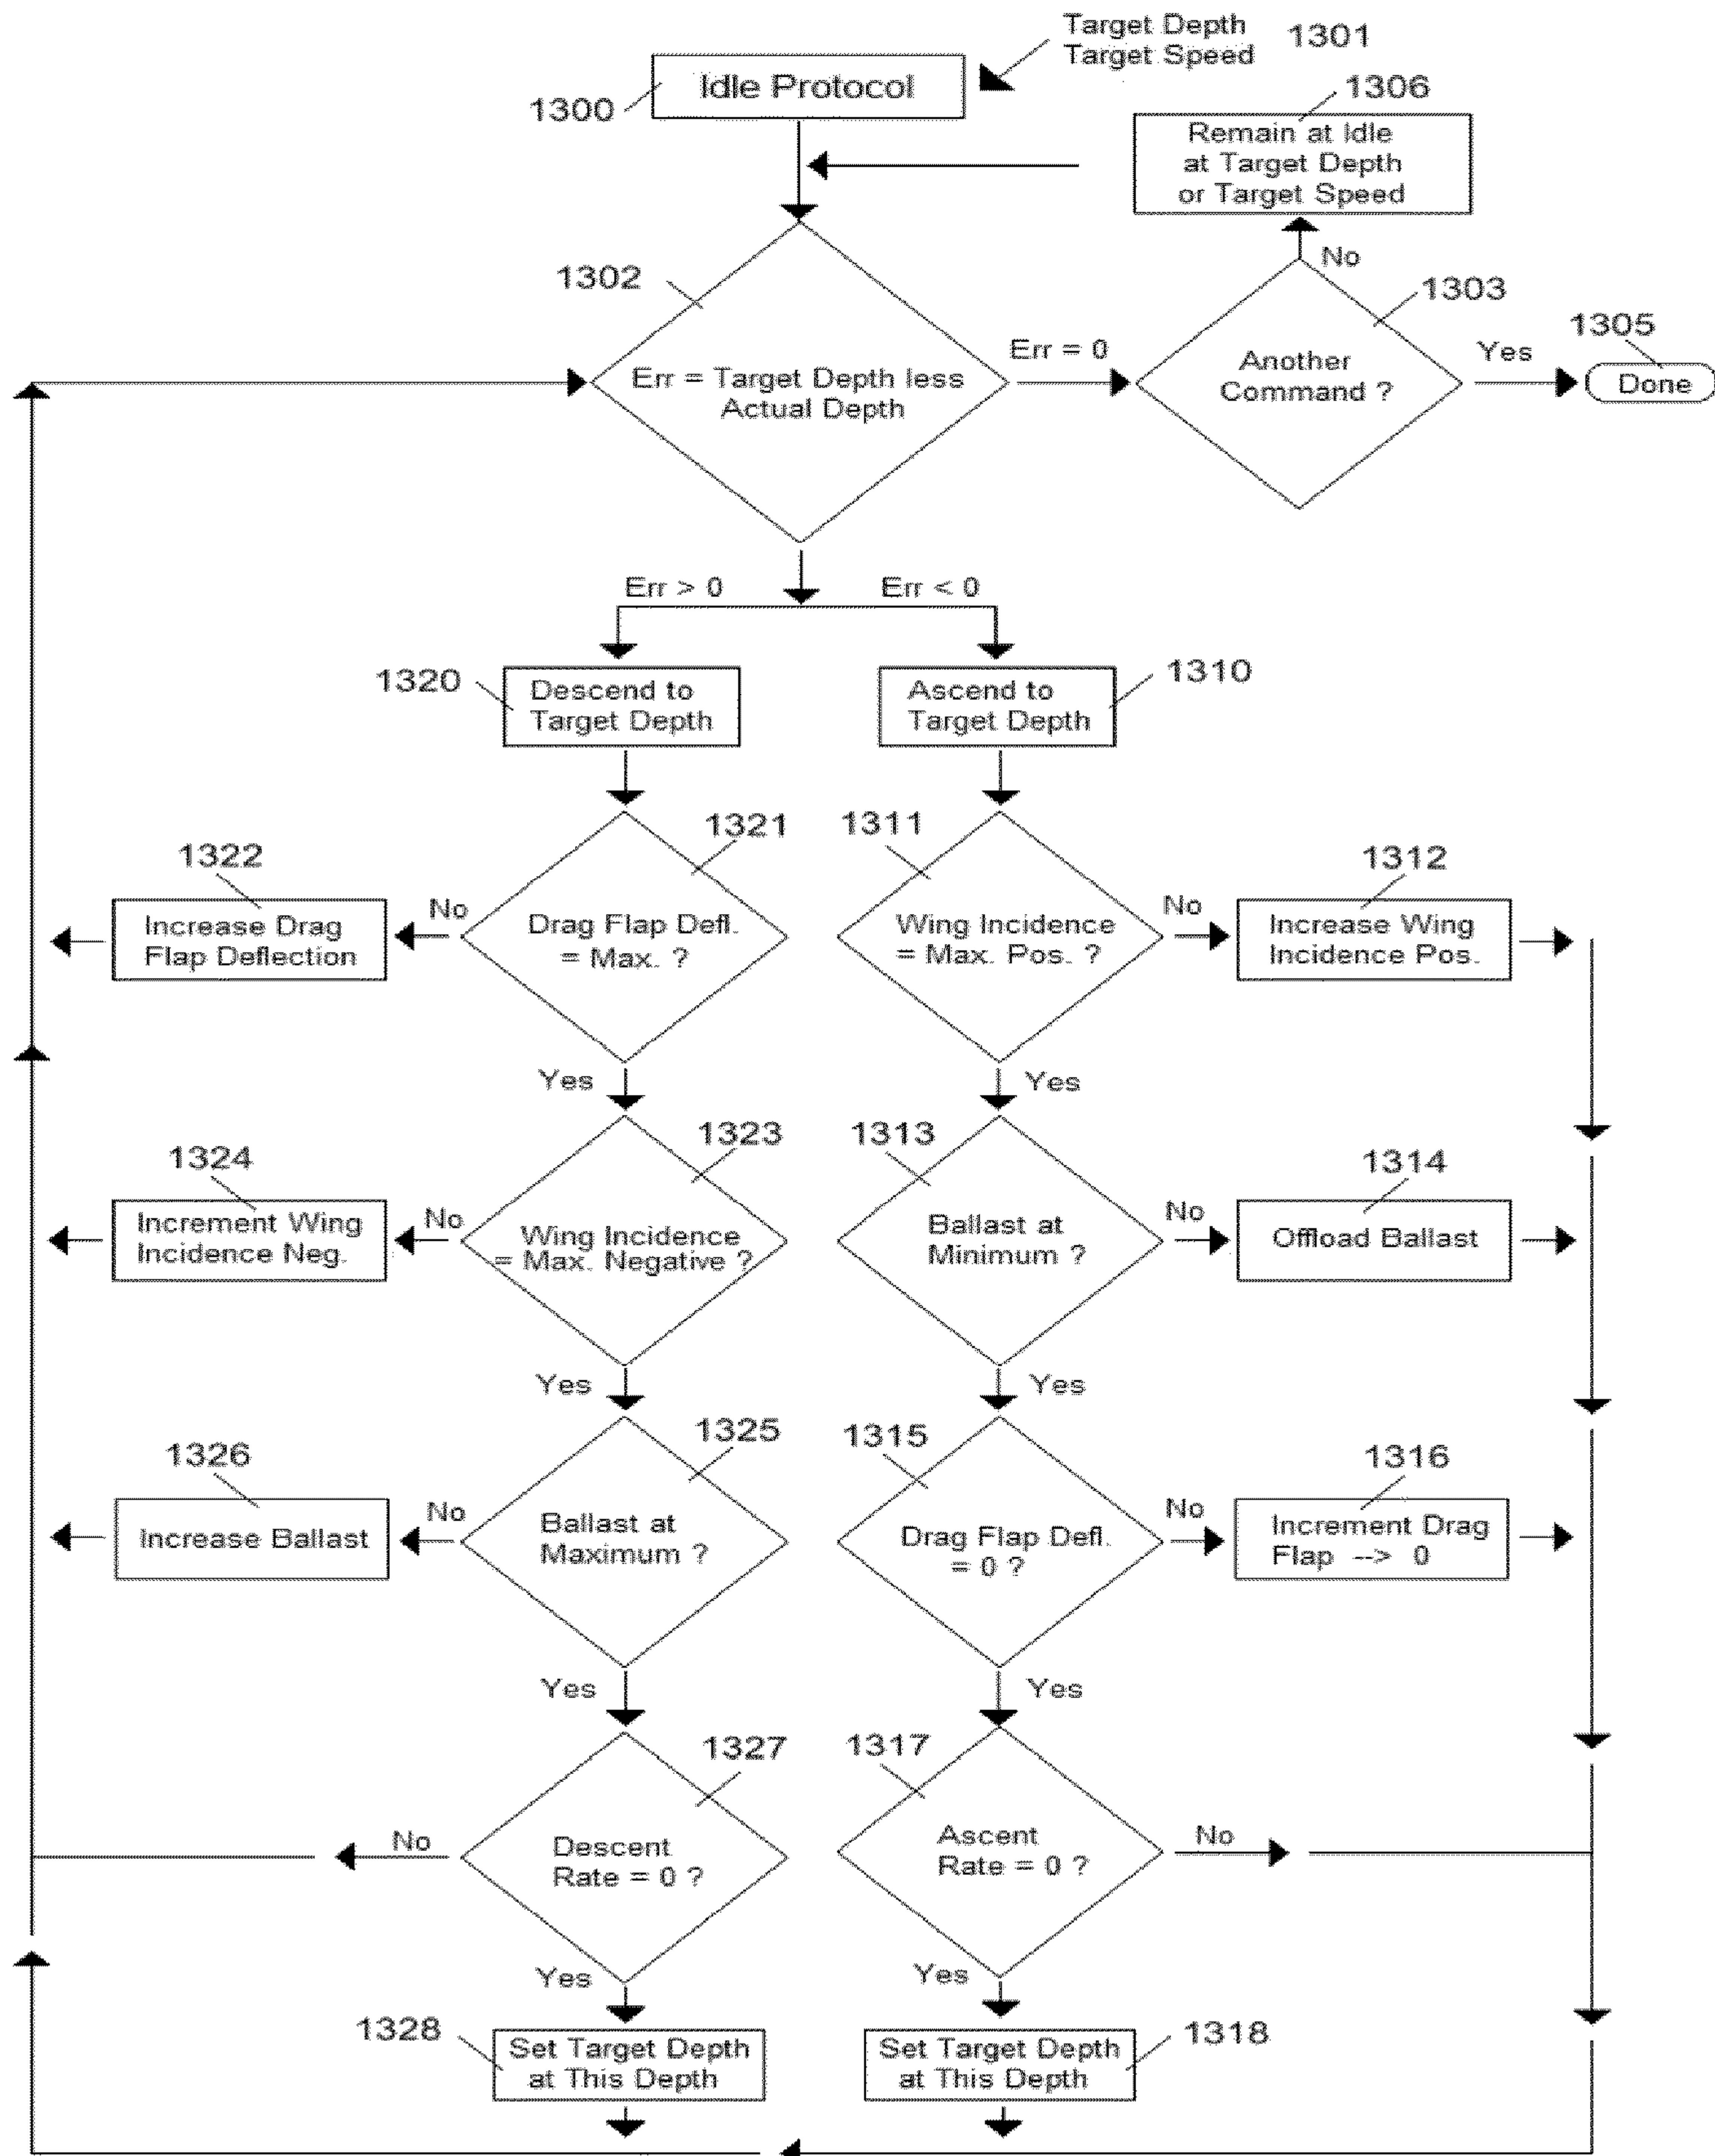 Target Depth
Target Speed
1301
Idle Protocol
1300
1306
Remain at Idle
at Target Depth
or Target Speed
No
1302
1303
1305
Err = Target Depth less
Actual Depth
Err = 0
Another
Command ?
Yes
Done
Err > 0
Err < 0
1320
Descend to
Target Depth
Ascend to
Target Depth
1310
1322
1321
1311
1312
Increase Drag
Flap Deflection
No
Drag Flap Defl.
= Max. ?
Wing Incidence
= Max. Pos. ?
No
Increase Wing
Incidence Pos.
Yes
Yes
1324
1323
1313
1314
Increment Wing
Incidence Neg.
No
Wing Incidence
= Max. Negative ?
Ballast at
Minimum ?
No
Offload Ballast
Yes
Yes
1326
1325
1315
1316
Increase Ballast
No
Ballast at
Maximum ?
Drag Flap Defl.
= 0 ?
No
Increment Drag
Flap --> 0
Yes
Yes
1327
1317
No
Descent
Rate = 0 ?
Ascent
Rate = 0 ?
No
Yes
Yes
1328
Set Target Depth
at This Depth
Set Target Depth
at This Depth
1318